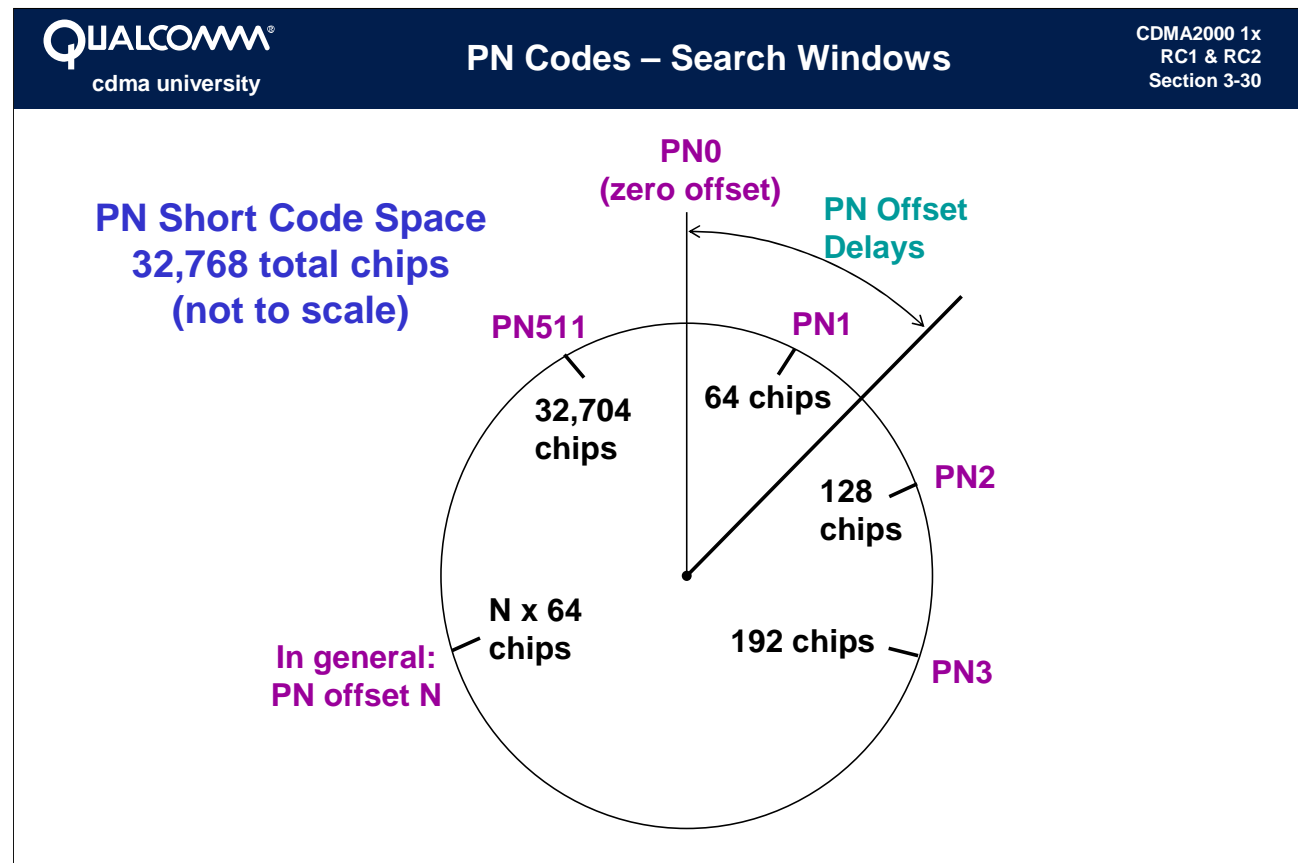 QUALCOMM®
cdma university
PN Codes – Search Windows
CDMA2000 1x
RC1 & RC2
Section 3-30
PN Short Code Space
32,768 total chips
(not to scale)
PN0
(zero offset)
PN Offset
Delays
PN511
PN1
32,704
chips
64 chips
PN2
128
chips
N x 64
chips
192 chips
In general:
PN offset N
PN3